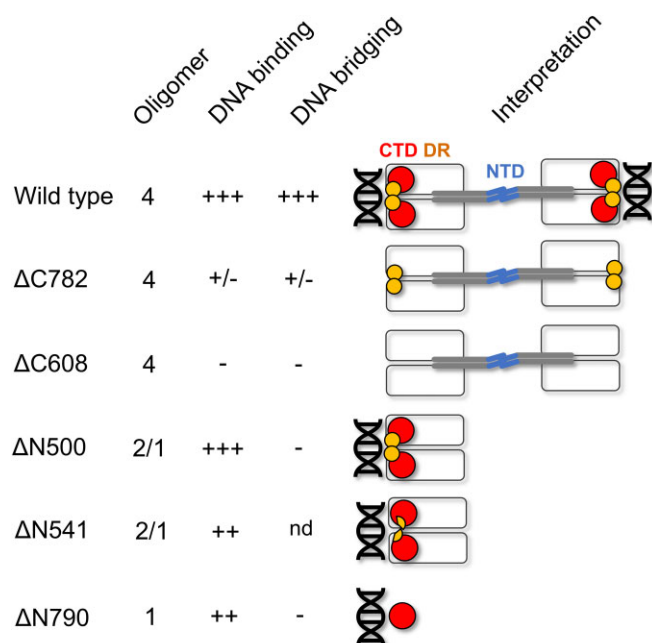 Oligomer
DNA binding
DNA bridging
Interpretation
CTD DR
NTD
Wild type 4 +++ +++
ΔC782 4 +/- +/-
ΔC608 4 - -
ΔN500 2/1 +++ -
ΔN541 2/1 ++ nd
ΔN790 1 ++ -